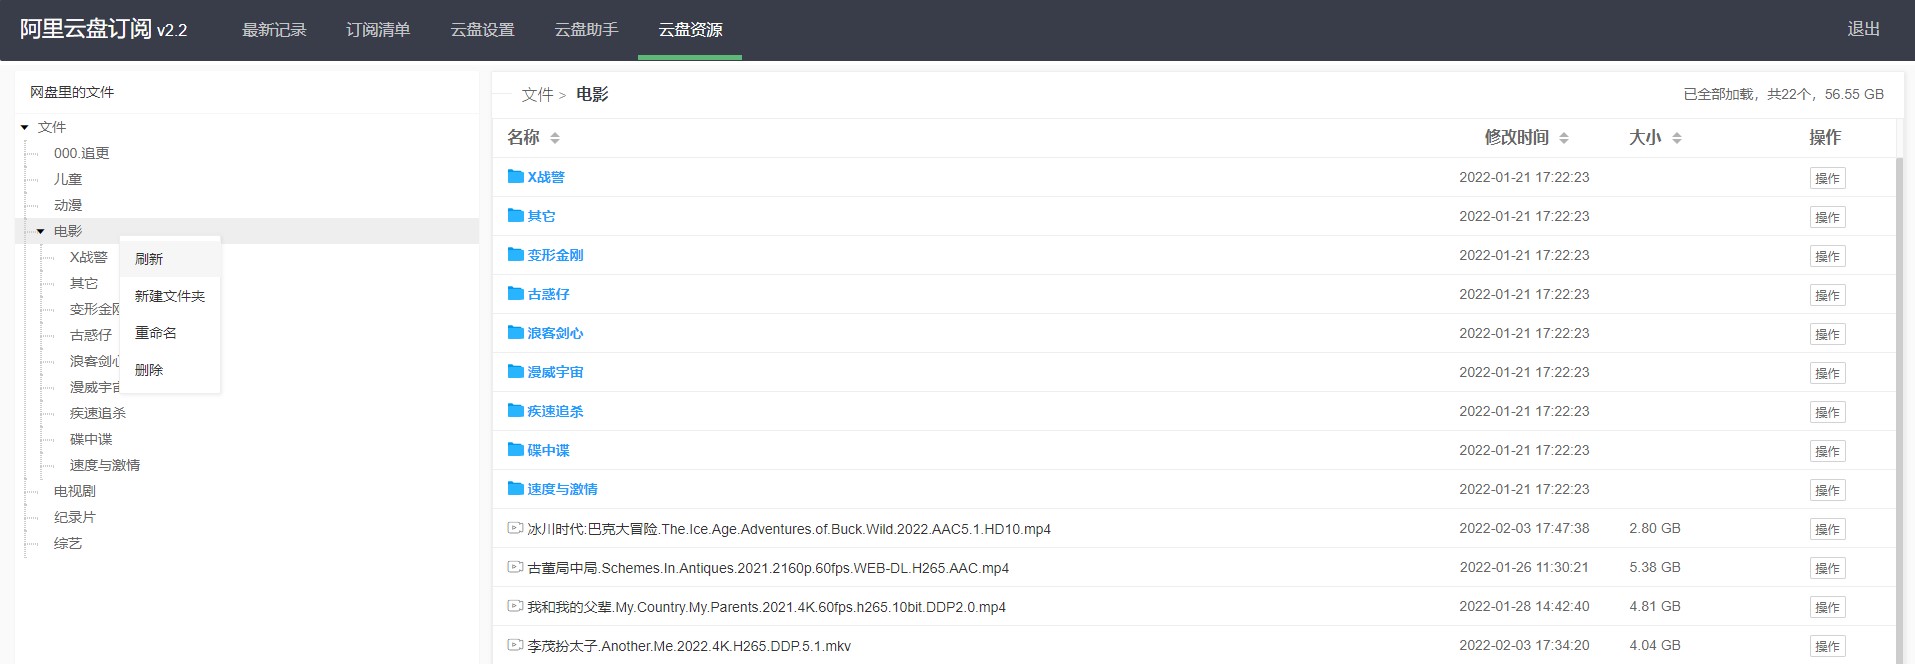 阿里云盘订阅 v2.2 最新记录 订阅清单 云盘设置 云盘助手 云盘资源 退出
网盘里的文件
文件
000.追更
儿童
动漫
电影
X战警
其它
变形金刚
古惑仔
浪客剑心
漫威宇宙
疾速追杀
碟中谍
速度与激情
电视剧
纪录片
综艺
刷新
新建文件夹
重命名
删除
文件 > 电影 已全部加载，共22个，56.55 GB
名称 修改时间 大小 操作
X战警 2022-01-21 17:22:23 操作
其它 2022-01-21 17:22:23 操作
变形金刚 2022-01-21 17:22:23 操作
古惑仔 2022-01-21 17:22:23 操作
浪客剑心 2022-01-21 17:22:23 操作
漫威宇宙 2022-01-21 17:22:23 操作
疾速追杀 2022-01-21 17:22:23 操作
碟中谍 2022-01-21 17:22:23 操作
速度与激情 2022-01-21 17:22:23 操作
冰川时代:巴克大冒险.The.Ice.Age.Adventures.of.Buck.Wild.2022.AAC5.1.HD10.mp4 2022-02-03 17:47:38 2.80 GB 操作
古董局中局.Schemes.In.Antiques.2021.2160p.60fps.WEB-DL.H265.AAC.mp4 2022-01-26 11:30:21 5.38 GB 操作
我和我的父辈.My.Country.My.Parents.2021.4K.60fps.h265.10bit.DDP2.0.mp4 2022-01-28 14:42:40 4.81 GB 操作
李茂扮太子.Another.Me.2022.4K.H265.DDP.5.1.mkv 2022-02-03 17:34:20 4.04 GB 操作